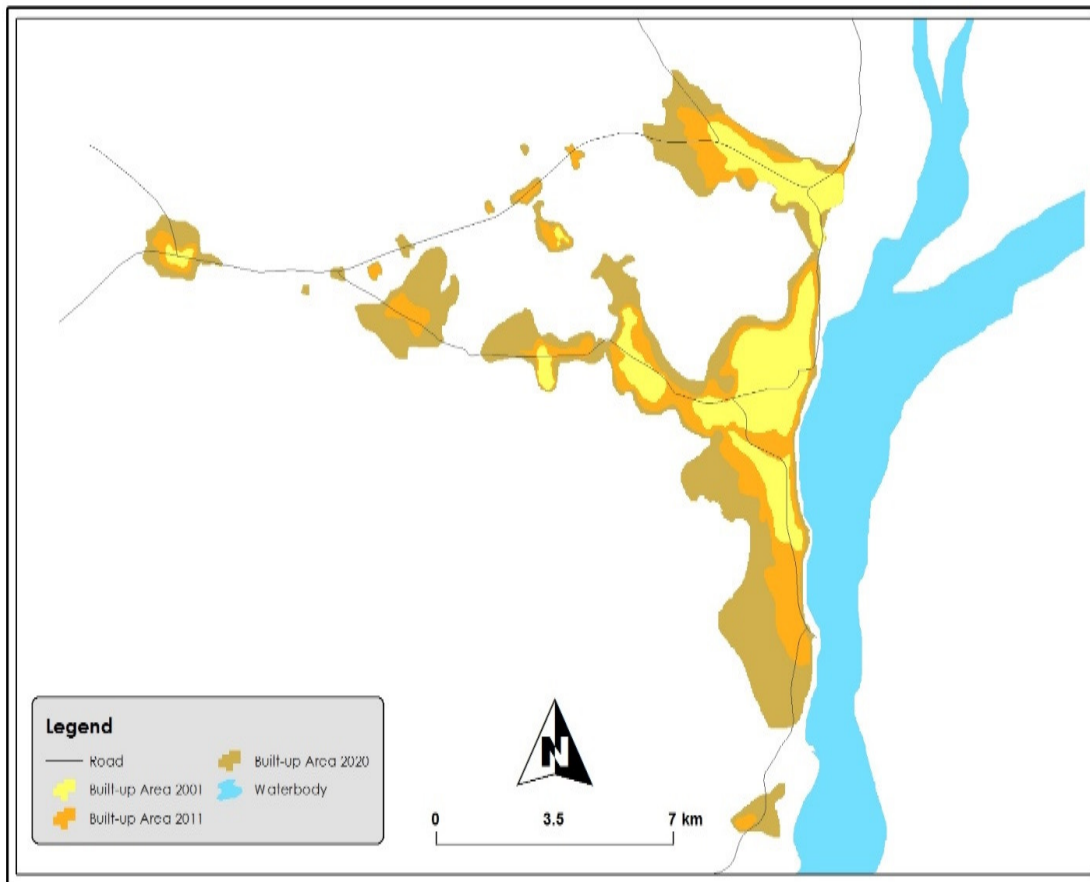 Legend
Road
Built-up Area 2001
Built-up Area 2011
Built-up Area 2020
Waterbody
N
0 3.5 7 km